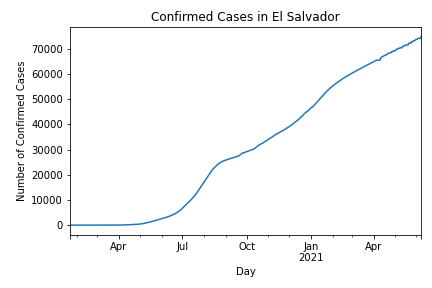 Confirmed Cases in El Salvador
Number of Confirmed Cases
70000
60000
50000
40000
30000
20000
10000
0
Apr Jul Oct Jan Apr
2021
Day